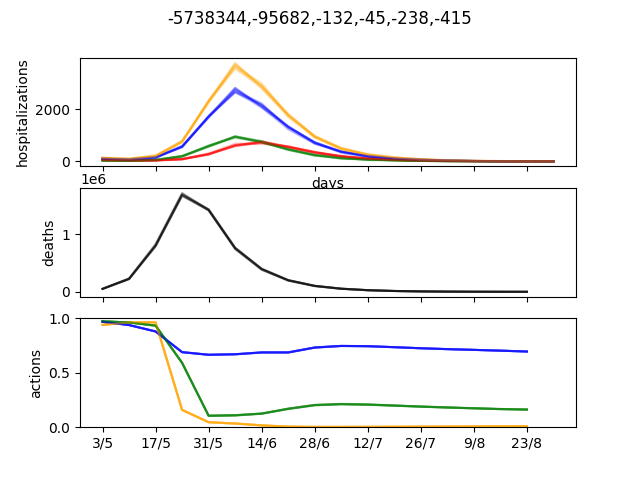 -5738344,-95682,-132,-45,-238,-415
hospitalizations
2000
0
days
1e6
deaths
1
0
actions
1.0
0.5
0.0
3/5 17/5 31/5 14/6 28/6 12/7 26/7 9/8 23/8